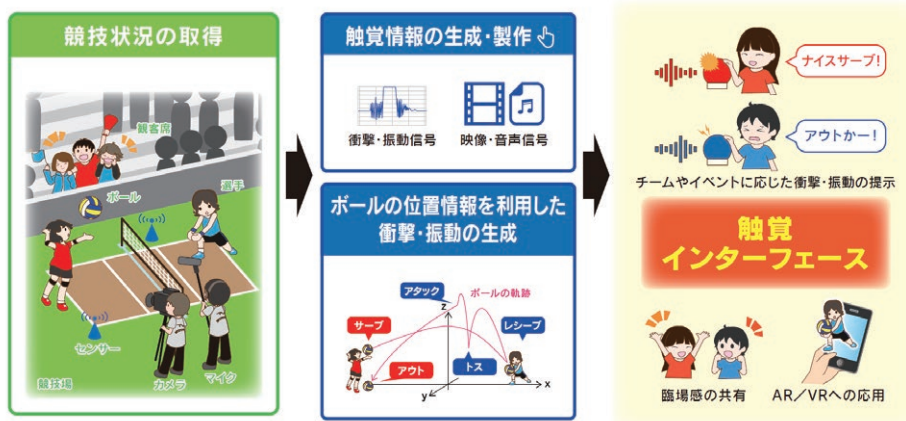 競技状況の取得
観客席
ボール
選手
センサー
競技場
カメラ
マイク
触覚情報の生成・製作
衝撃・振動信号
映像・音声信号
ボールの位置情報を利用した
衝撃・振動の生成
アタック
ボールの軌跡
z
サーブ
レシーブ
アウト
トス
x
y
ナイスサーブ!
アウトかー!
チームやイベントに応じた衝撃・振動の提示
触覚
インターフェース
臨場感の共有
AR/VRへの応用